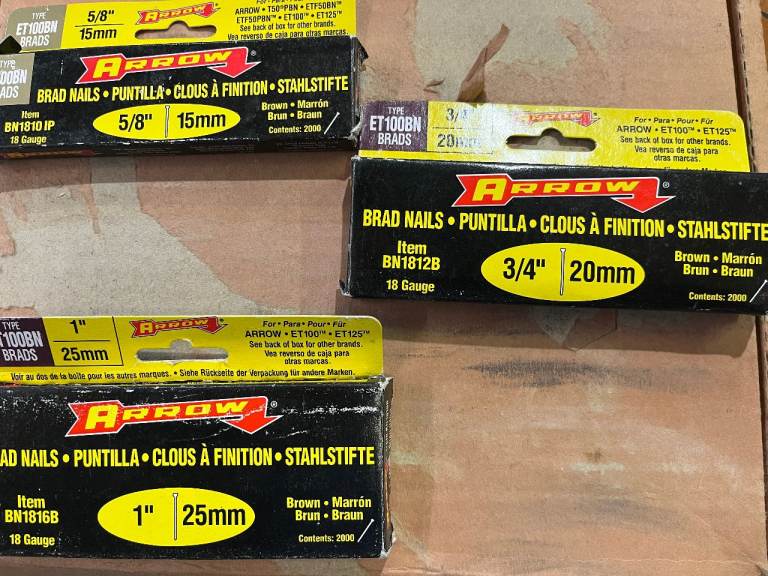 TYPE
ET100BN
BRADS
5/8"
15mm
ARROW
ARROW • T50®PBN • ETF50BN™
ETF50PBN™ • ET100™ • ET125™
See back of box for other brands.
Vea reverso de caja para otras marcas.
ARROW®
BRAD NAILS • PUNTILLA • CLOUS À FINITION • STAHLSTIFTE
Item
BN1810 IP
18 Gauge
5/8" 15mm
Brown • Marrón
Brun • Braun
Contents: 2000
TYPE
ET100BN
BRADS
3/4
20mm
ARROW
For • Para • Pour • Für
ARROW • ET100™ • ET125™
See back of box for other brands.
Vea reverso de caja para
otras marcas.
ARROW®
BRAD NAILS • PUNTILLA • CLOUS À FINITION • STAHLSTIFTE
Item
BN1812B
18 Gauge
3/4" 20mm
Brown • Marrón
Brun • Braun
Contents: 2000
TYPE
T100BN
BRADS
1"
25mm
ARROW
For • Para • Pour • Für
ARROW • ET100™ • ET125™
See back of box for other brands.
Vea reverso de caja para
otras marcas.
Voir au dos de la boîte pour les autres marques. • Siehe Rückseite der Verpackung für andere Marken.
ARROW®
AD NAILS • PUNTILLA • CLOUS À FINITION • STAHLSTIFTE
Item
BN1816B
18 Gauge
1" 25mm
Brown • Marrón
Brun • Braun
Contents: 2000